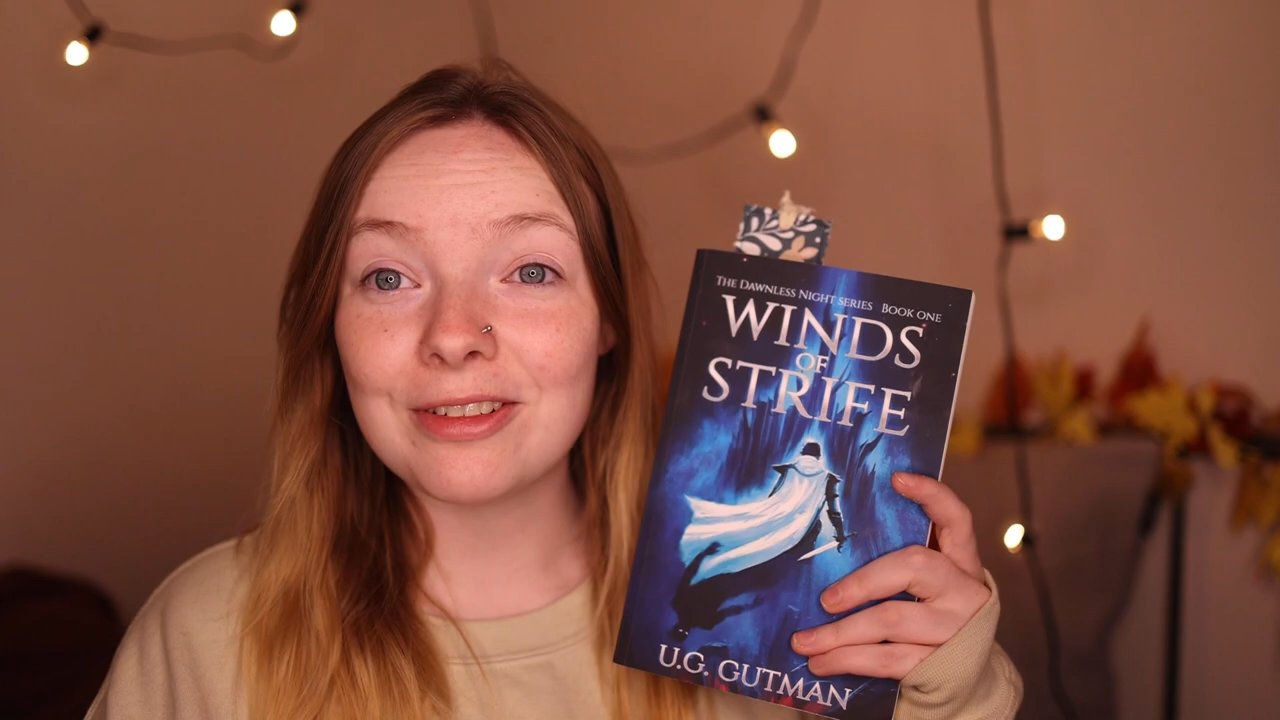 The Dawnless Night series Book One
WINDS
OF
STRIFE
U.G. GUTMAN